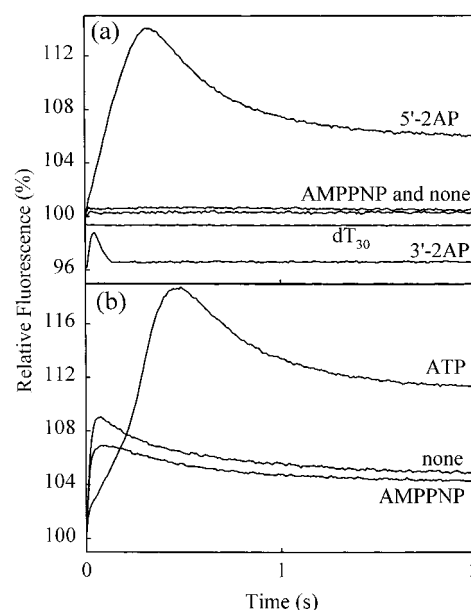 (a)
112
108
104
100
96
5'-2AP
AMPPNP and none
dT30
3'-2AP
Relative Fluorescence (%)
(b)
116
112
108
104
100
ATP
none
AMPPNP
0
1
2
Time (s)